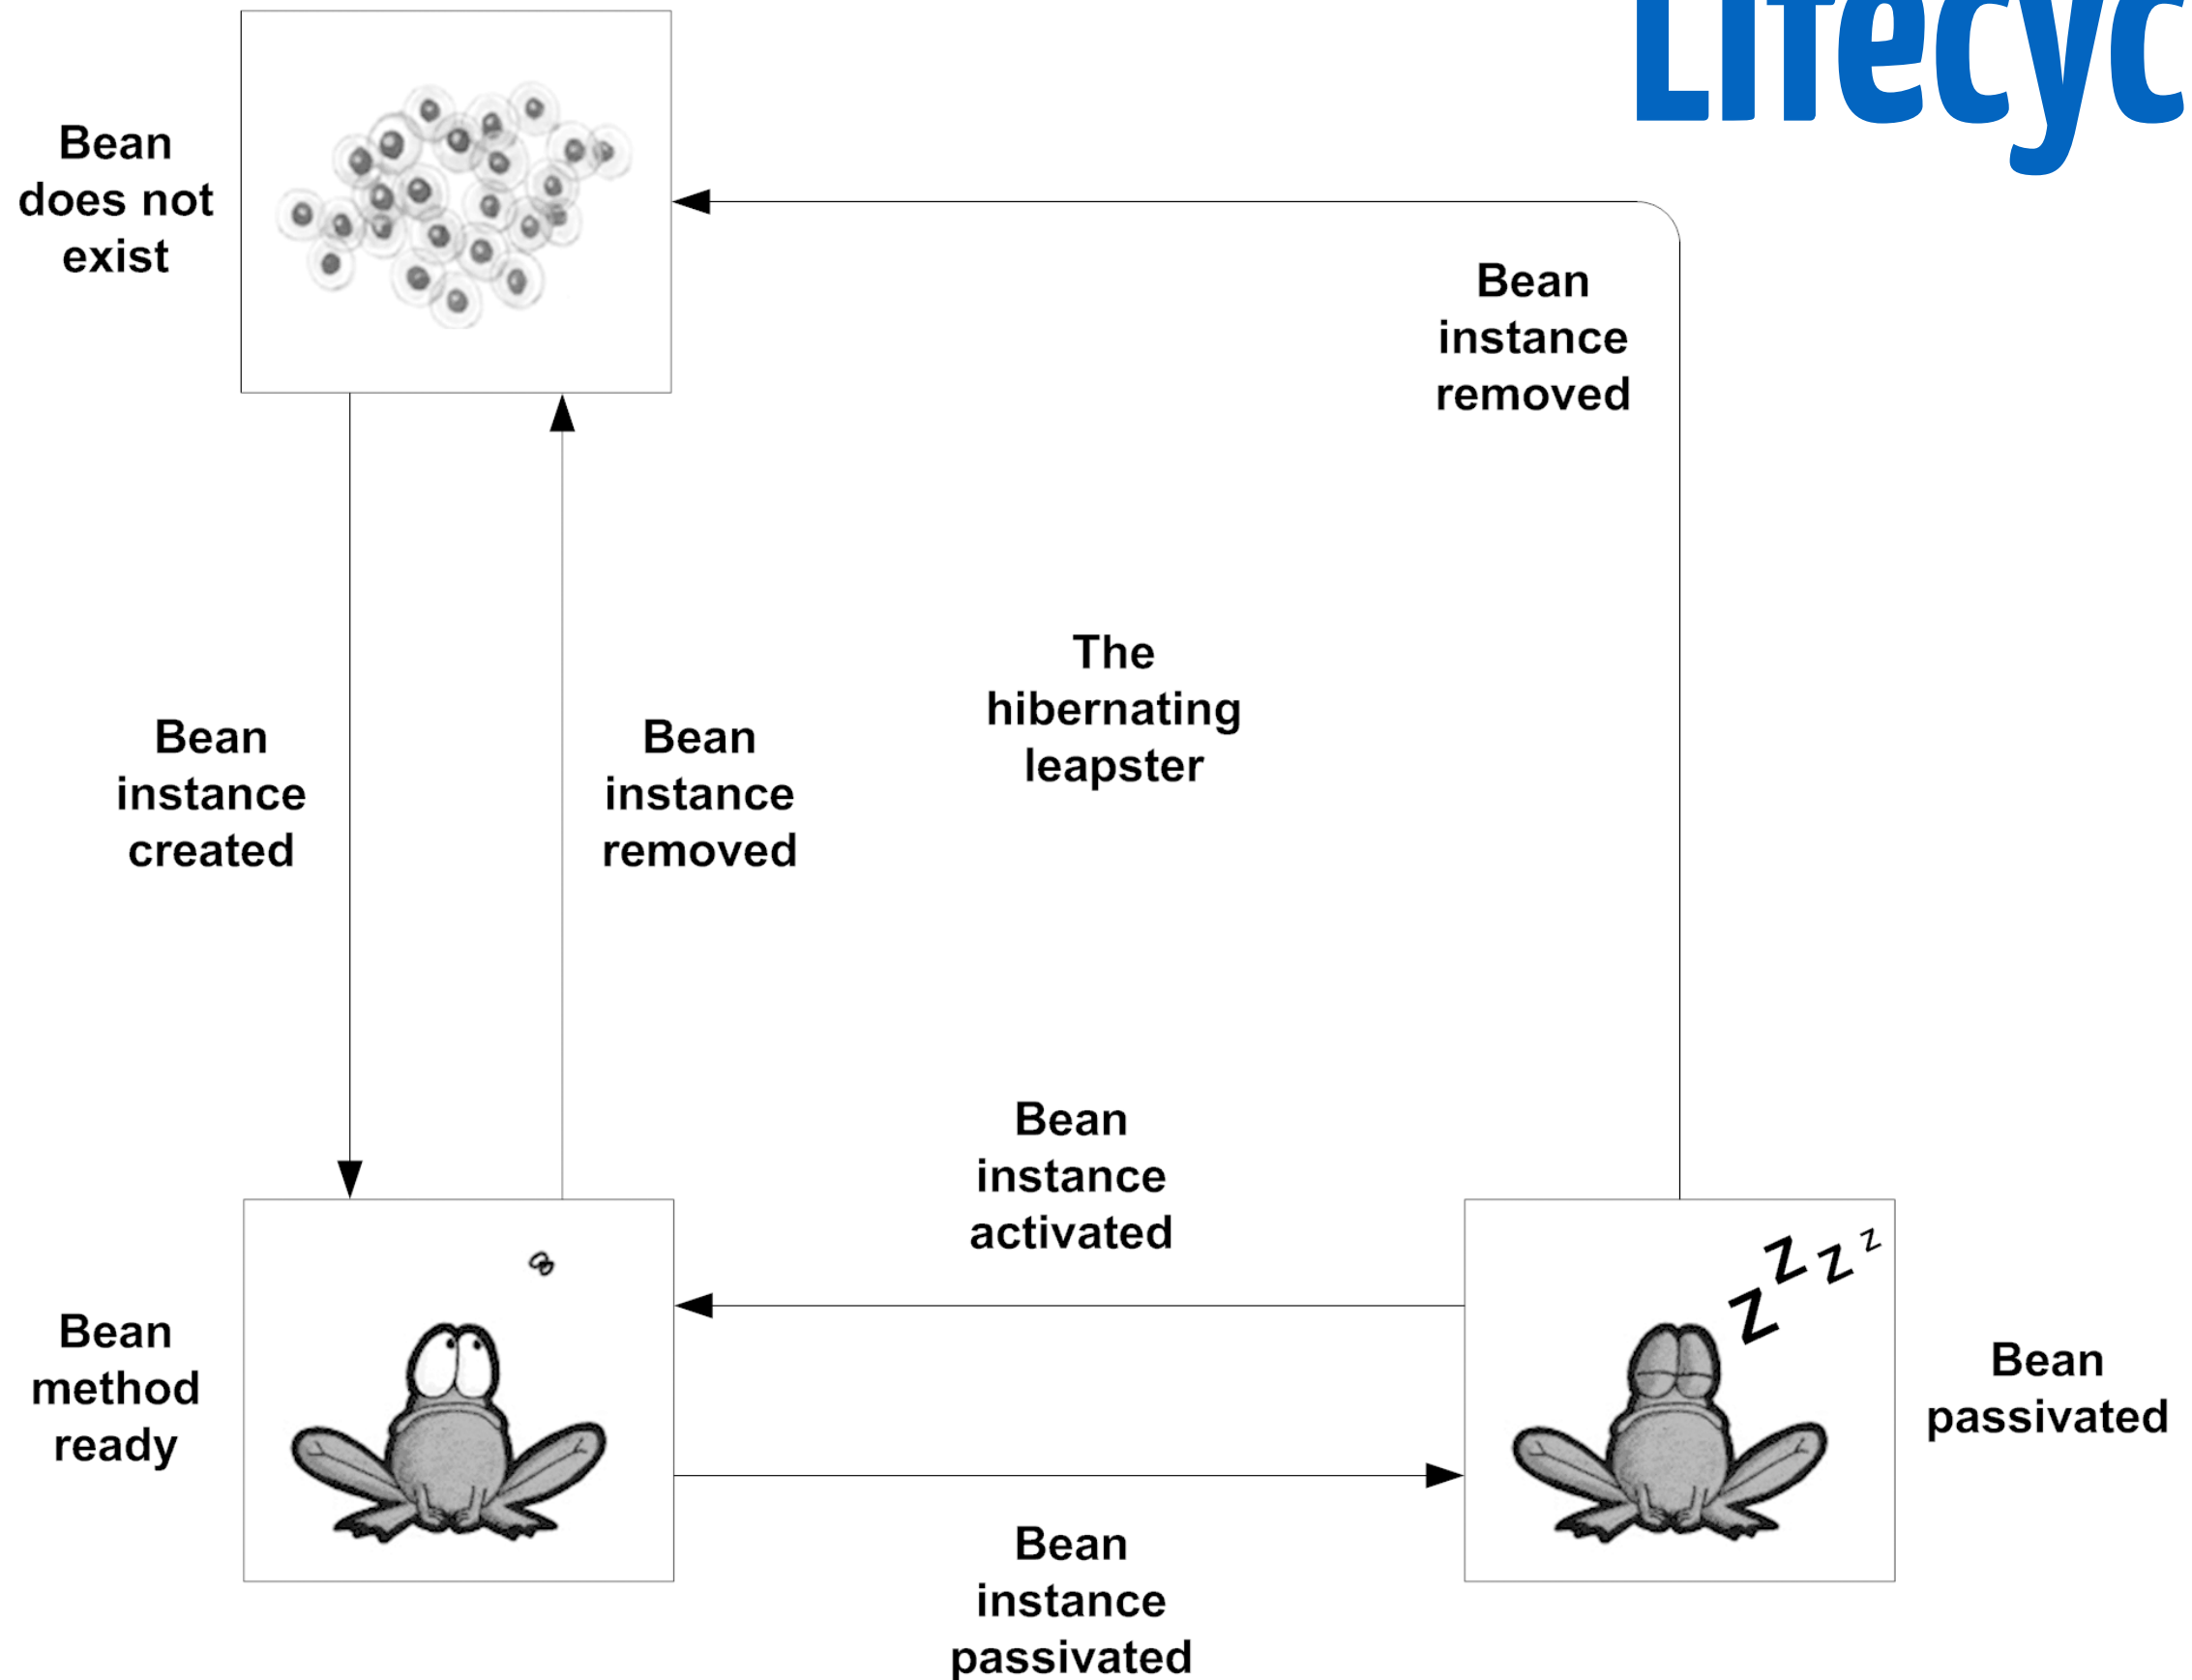 Lifecyc
Bean
does not
exist
Bean
instance
removed
The
hibernating
leapster
Bean
instance
created
Bean
instance
removed
Bean
instance
activated
Bean
method
ready
z
z
z
z
Bean
passivated
Bean
instance
passivated